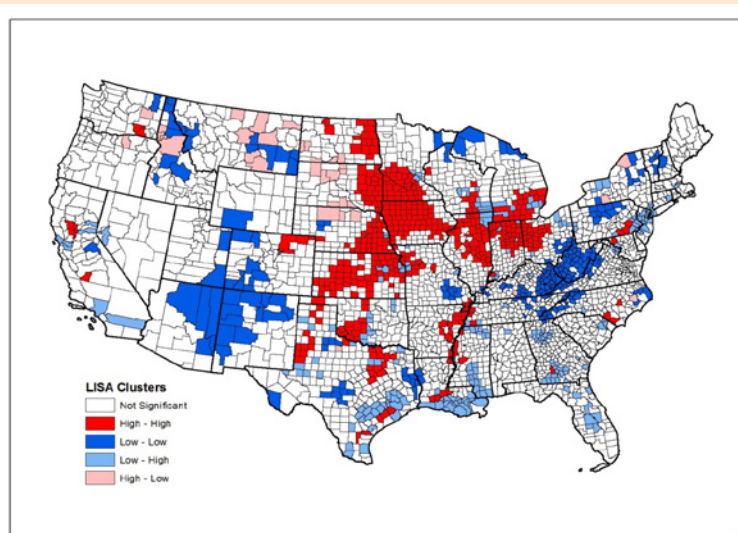 LISA Clusters
Not Significant
High - High
Low - Low
Low - High
High - Low